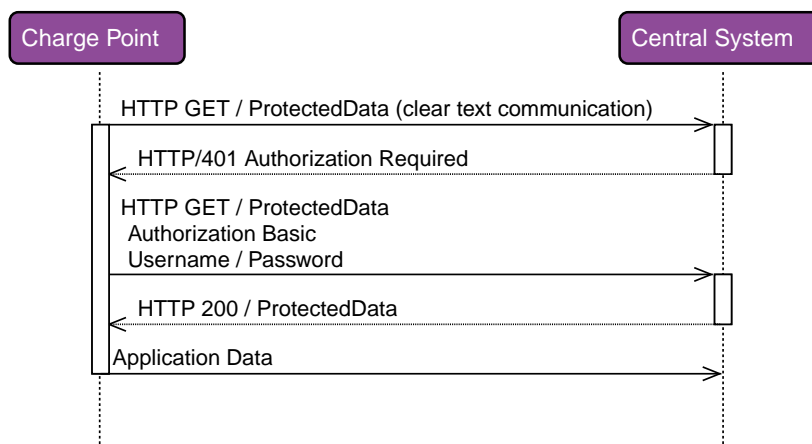 Charge Point
Central System
HTTP GET / ProtectedData (clear text communication)
HTTP/401 Authorization Required
HTTP GET / ProtectedData
Authorization Basic
Username / Password
HTTP 200 / ProtectedData
Application Data